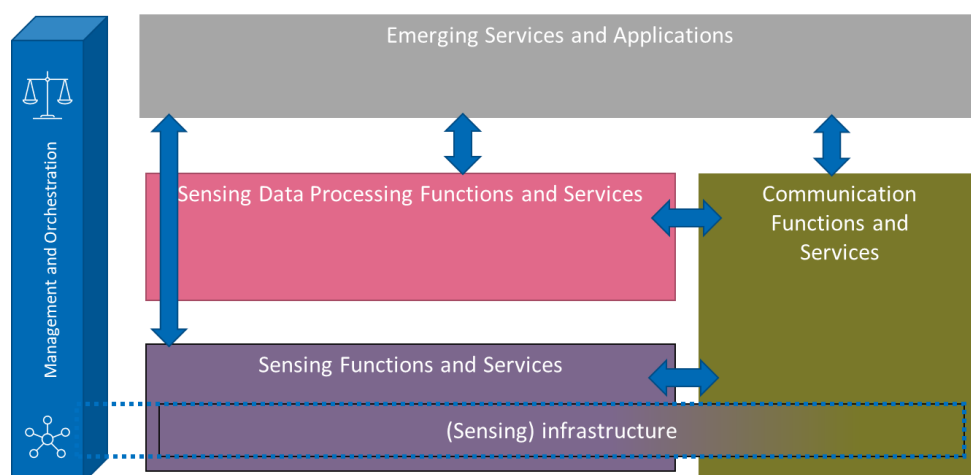 Emerging Services and Applications
Management and Orchestration
Sensing Data Processing Functions and Services
Communication
Functions and
Services
Sensing Functions and Services
(Sensing) infrastructure